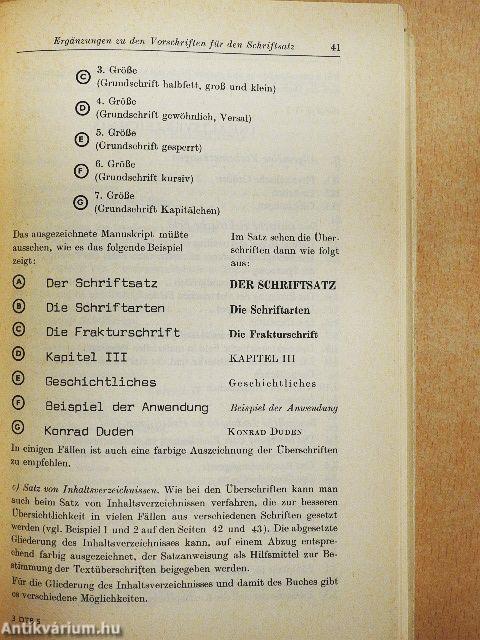 Ergänzungen zu den Vorschriften für den Schriftsatz 41
C 3. Größe
(Grundschrift halbfett, groß und klein)
D 4. Größe
(Grundschrift gewöhnlich, Versal)
E 5. Größe
(Grundschrift gesperrt)
F 6. Größe
(Grundschrift kursiv)
G 7. Größe
(Grundschrift Kapitälchen)
Das ausgezeichnete Manuskript müßte
aussehen, wie es das folgende Beispiel
zeigt:
Im Satz sehen die Über-
schriften dann wie folgt
aus:
A Der Schriftsatz DER SCHRIFTSATZ
B Die Schriftarten Die Schriftarten
C Die Frakturschrift Die Frakturschrift
D Kapitel III KAPITEL III
E Geschichtliches Geschichtliches
F Beispiel der Anwendung Beispiel der Anwendung
G Konrad Duden KONRAD DUDEN
In einigen Fällen ist auch eine farbige Auszeichnung der Überschriften
zu empfehlen.
c) Satz von Inhaltsverzeichnissen. Wie bei den Überschriften kann man
auch beim Satz von Inhaltsverzeichnissen verfahren, die zur besseren
Übersichtlichkeit in vielen Fällen aus verschiedenen Schriften gesetzt
werden (vgl. Beispiel 1 und 2 auf den Seiten 42 und 43). Die abgesetzte
Gliederung des Inhaltsverzeichnisses kann, auf einem Abzug entspre-
chend farbig ausgezeichnet, der Satzanweisung als Hilfsmittel zur Be-
stimmung der Textüberschriften beigegeben werden.
Für die Gliederung des Inhaltsverzeichnisses und damit des Buches gibt
es verschiedene Möglichkeiten.
3 DTR 5
Antikvárium.hu